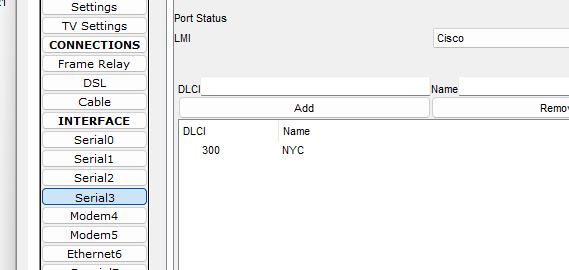 Settings
TV Settings
CONNECTIONS
Frame Relay
DSL
Cable
INTERFACE
Serial0
Serial1
Serial2
Serial3
Modem4
Modem5
Ethernet6
Port Status
LMI Cisco
DLCI Name
Add Remov
DLCI Name
300 NYC